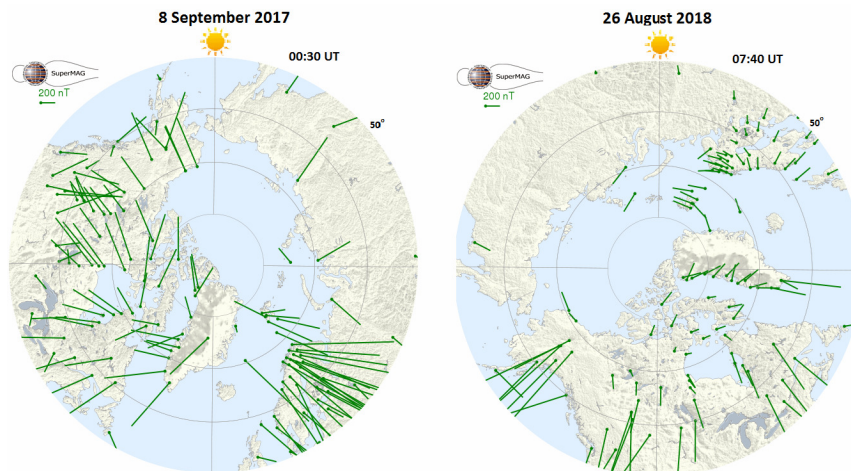 8 September 2017
00:30 UT
SuperMAG
200 nT
50°
26 August 2018
07:40 UT
SuperMAG
200 nT
50°